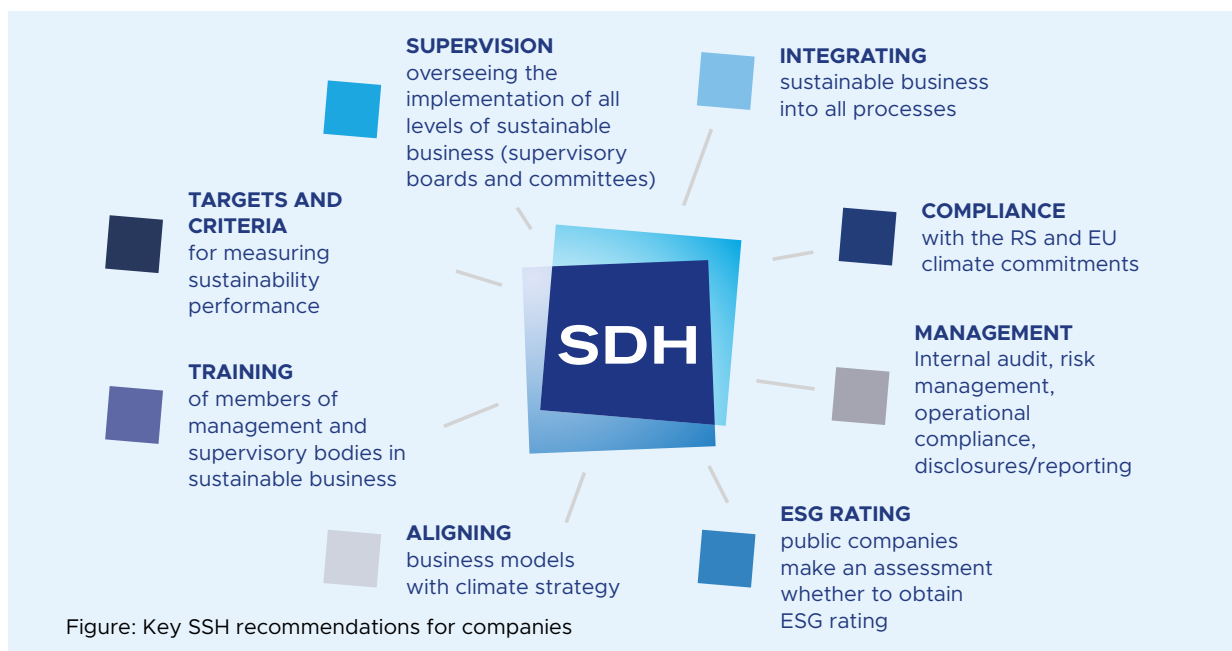 SUPERVISION
overseeing the
implementation of all
levels of sustainable
business (supervisory
boards and committees)
INTEGRATING
sustainable business
into all processes
TARGETS AND
CRITERIA
for measuring
sustainability
performance
COMPLIANCE
with the RS and EU
climate commitments
SDH
TRAINING
of members of
management and
supervisory bodies in
sustainable business
MANAGEMENT
Internal audit, risk
management,
operational
compliance,
disclosures/reporting
ALIGNING
business models
with climate strategy
ESG RATING
public companies
make an assessment
whether to obtain
ESG rating
Figure: Key SSH recommendations for companies